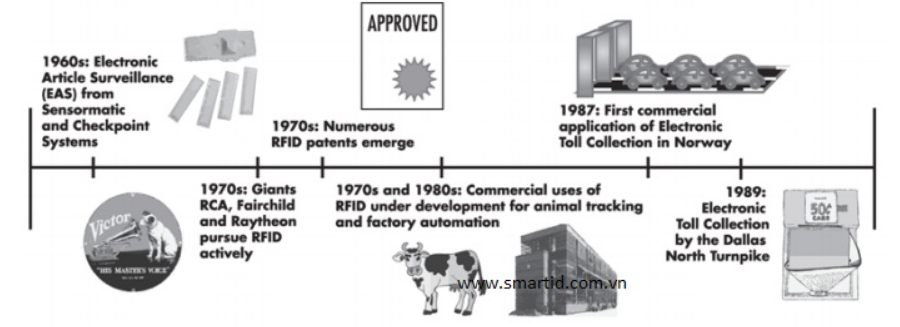 APPROVED
1960s: Electronic
Article Surveillance
(EAS) from
Sensormatic
and Checkpoint
Systems
1970s: Numerous
RFID patents emerge
1987: First commercial
application of Electronic
Toll Collection in Norway
Victor
"HIS MASTER'S VOICE"
1970s: Giants
RCA, Fairchild
and Raytheon
pursue RFID
actively
1970s and 1980s: Commercial uses of
RFID under development for animal tracking
and factory automation
1989:
Electronic
Toll Collection
by the Dallas
North Turnpike
50¢
www.smartid.com.vn